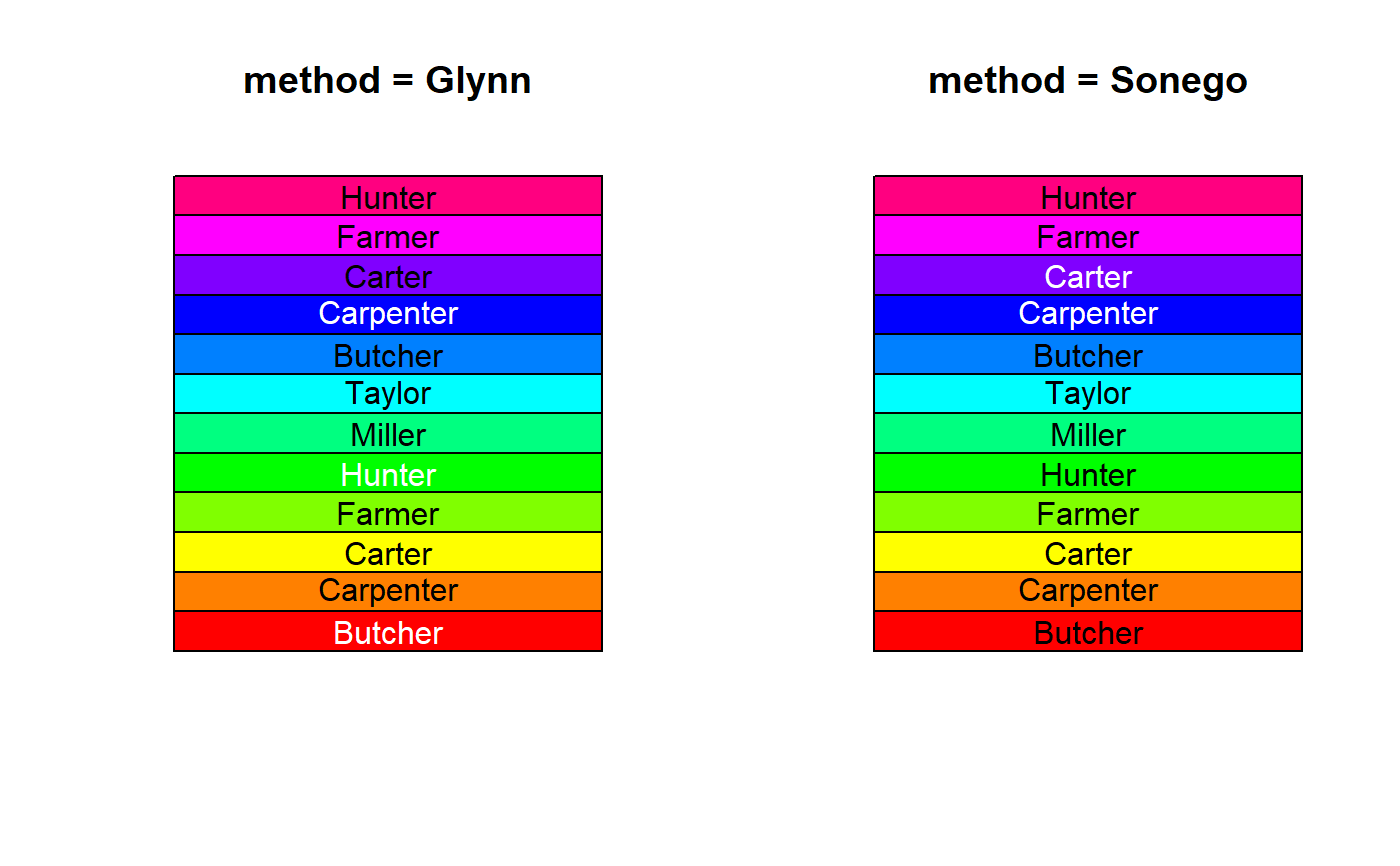 method = Glynn
Hunter
Farmer
Carter
Carpenter
Butcher
Taylor
Miller
Hunter
Farmer
Carter
Carpenter
Butcher
method = Sonego
Hunter
Farmer
Carter
Carpenter
Butcher
Taylor
Miller
Hunter
Farmer
Carter
Carpenter
Butcher